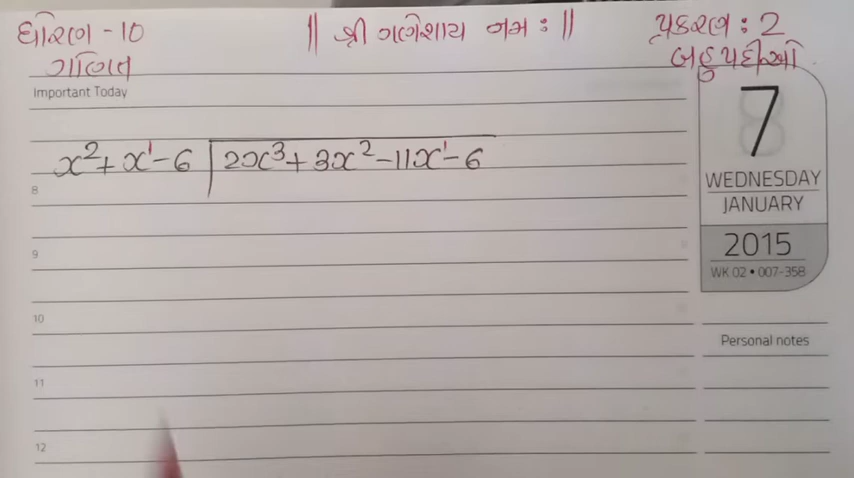 ધોરણ - 10 || શ્રી ગણેશાય નમઃ || પ્રકરણ : 2
ગણિત બહુપદીઓ
Important Today
7
x² + x¹ - 6 | 2x³ + 3x² - 11x¹ - 6
8
WEDNESDAY
JANUARY
9
2015
WK 02 • 007-358
10
Personal notes
11
12